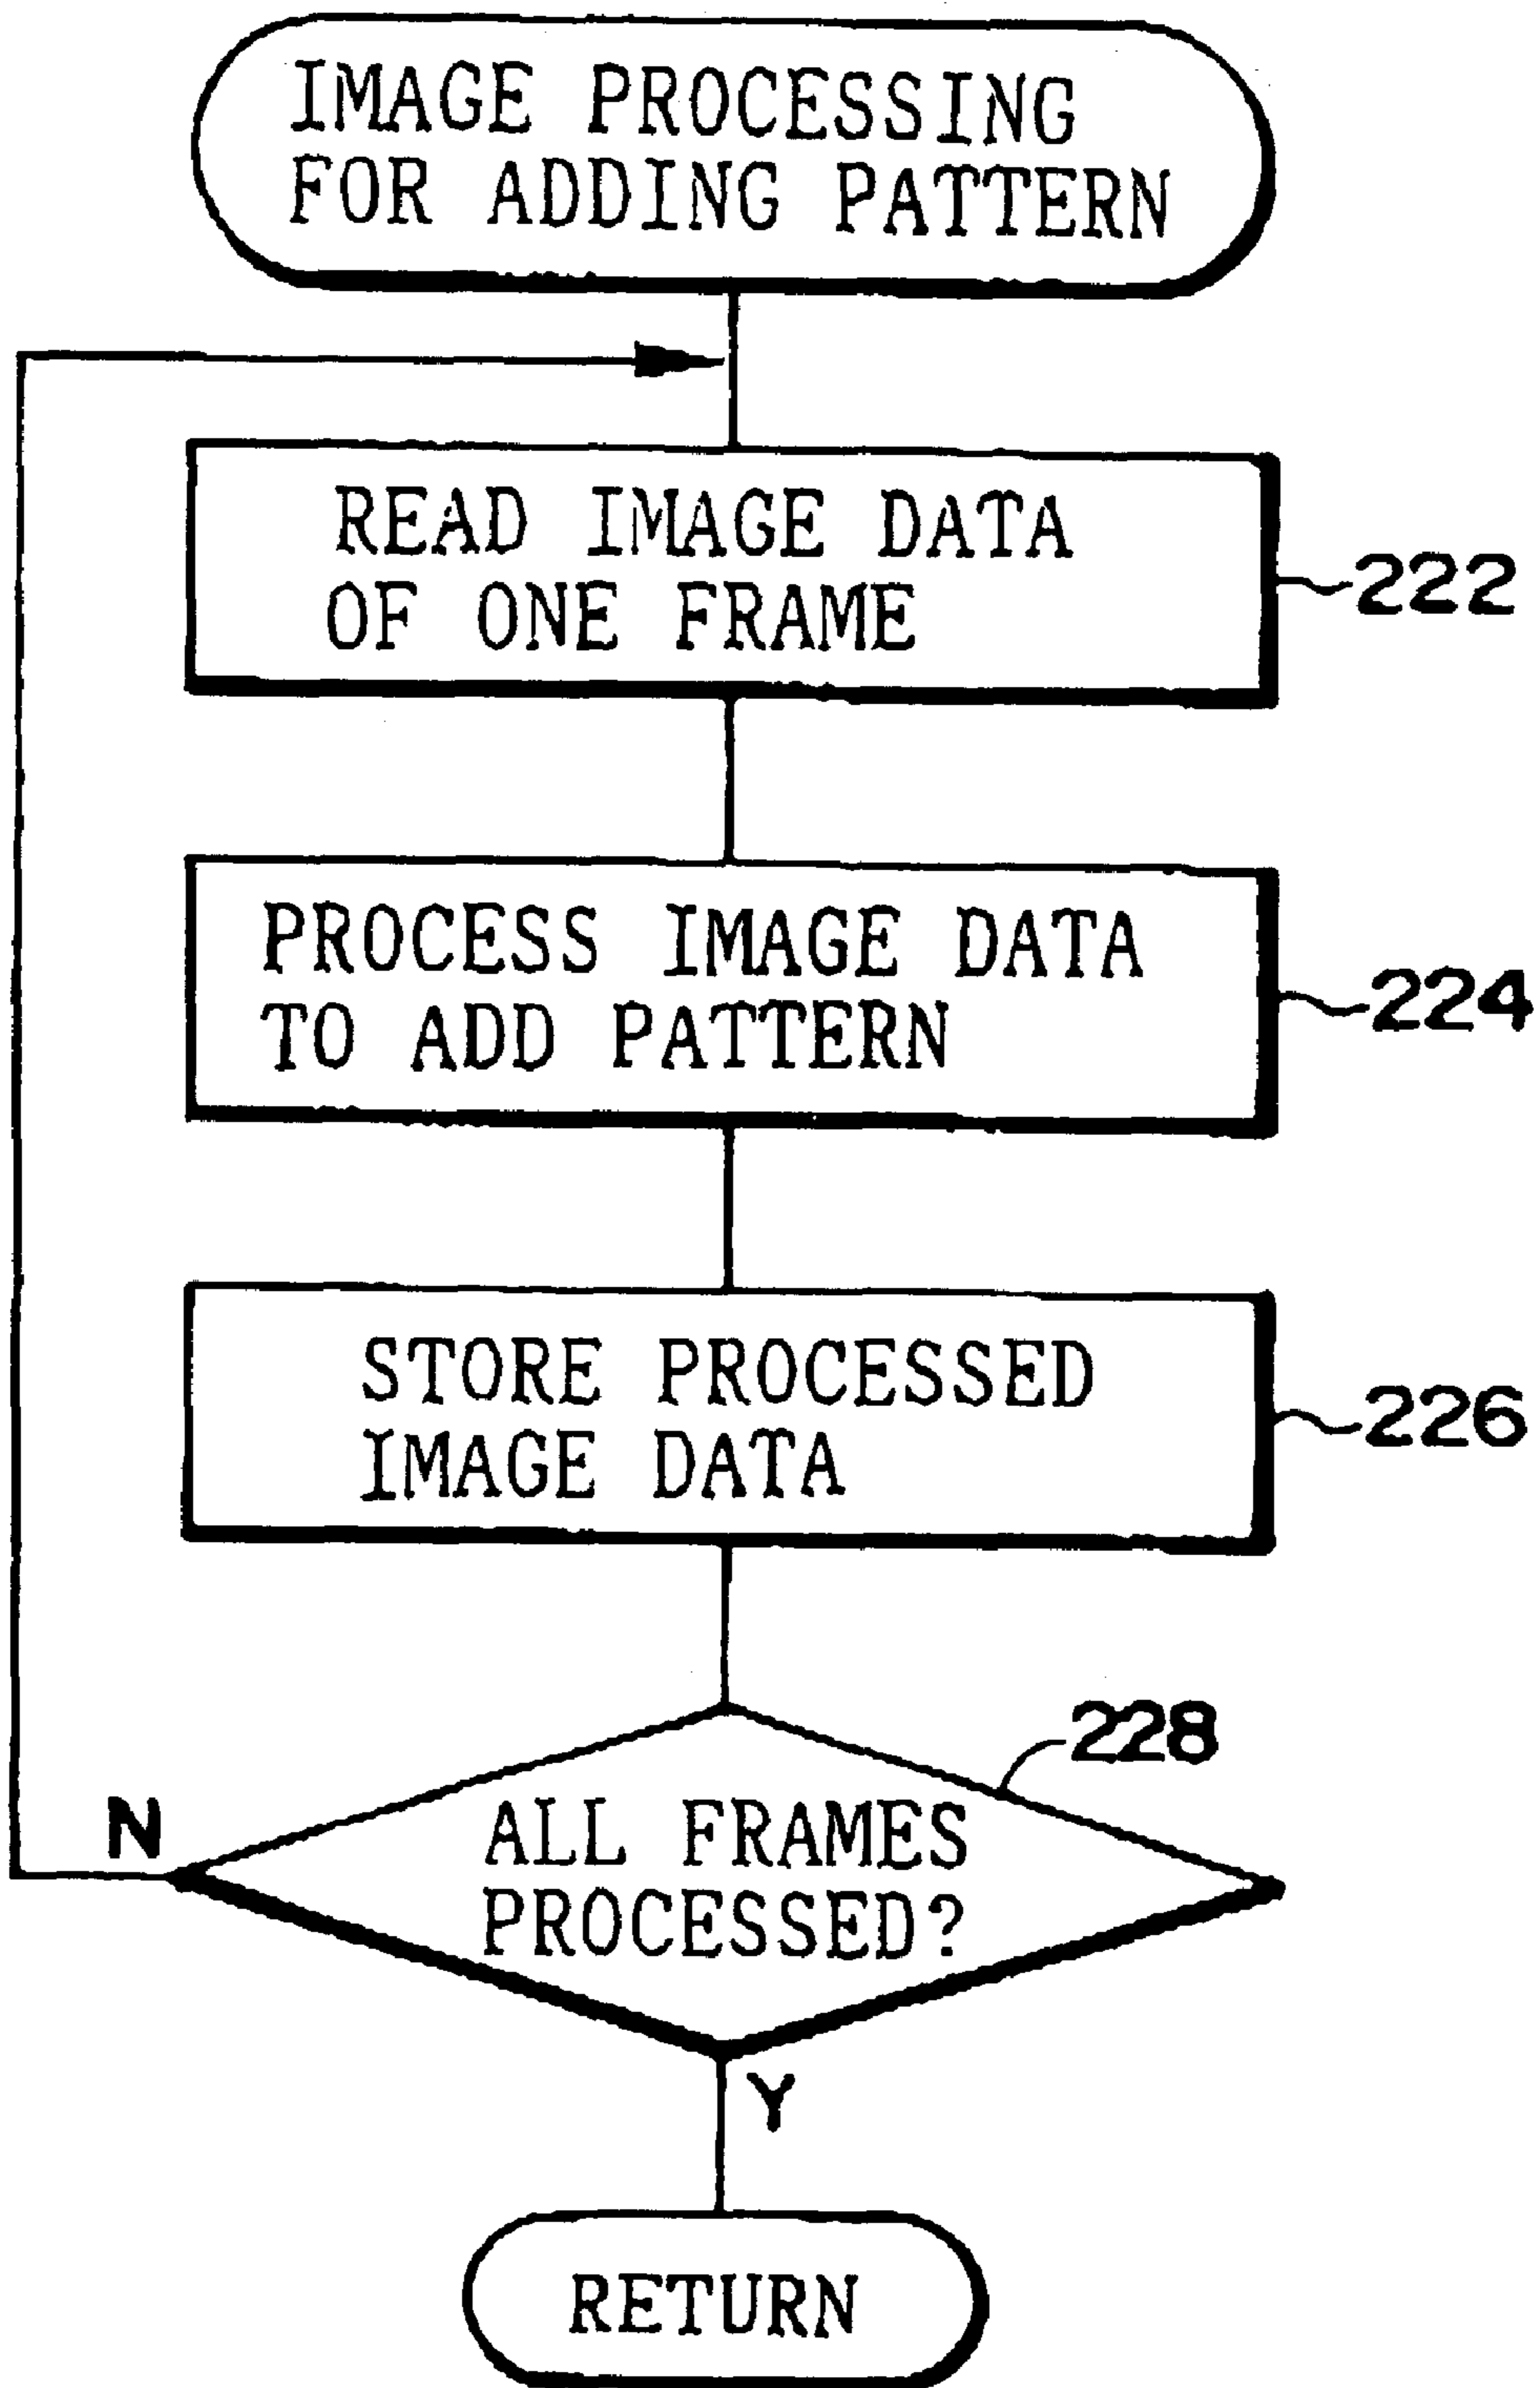 IMAGE PROCESSING
FOR ADDING PATTERN
READ IMAGE DATA
OF ONE FRAME
222
PROCESS IMAGE DATA
TO ADD PATTERN
224
STORE PROCESSED
IMAGE DATA
226
228
N
ALL FRAMES
PROCESSED?
Y
RETURN